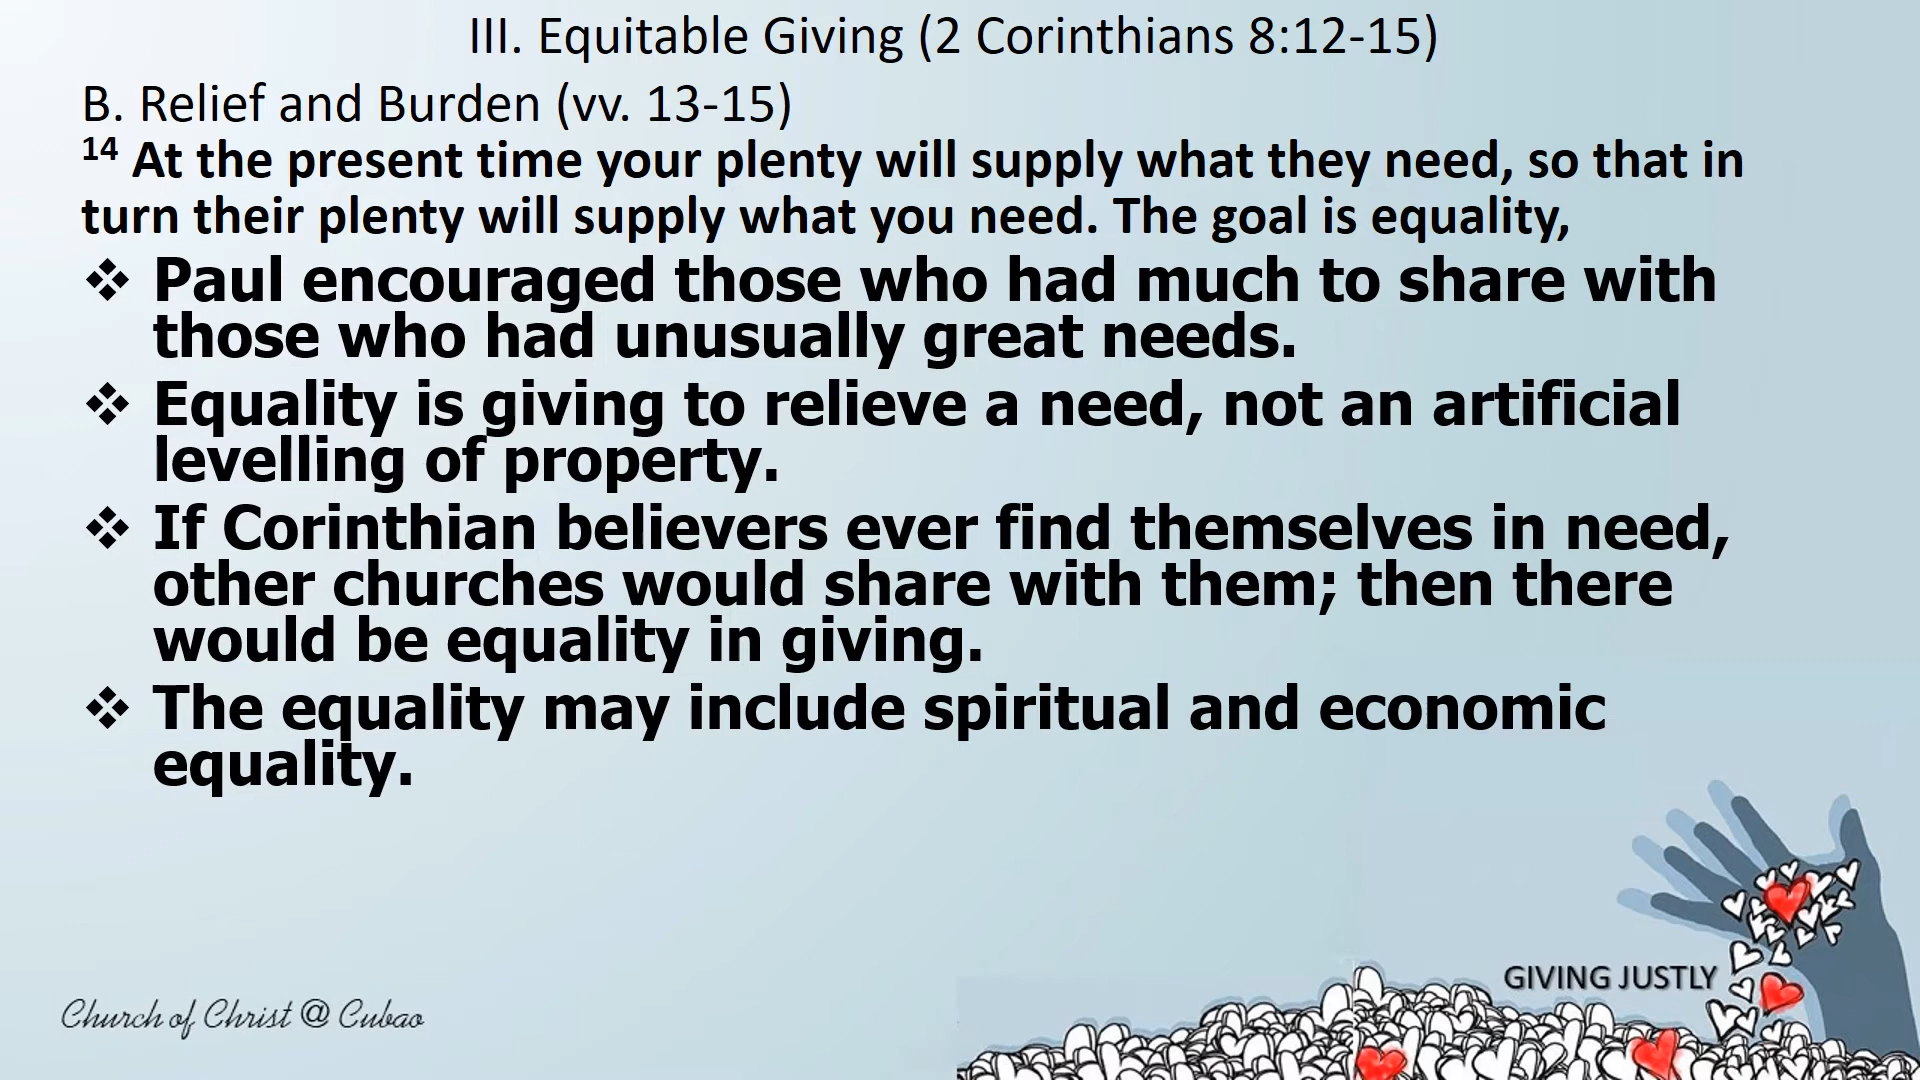 III. Equitable Giving (2 Corinthians 8:12-15)
B. Relief and Burden (vv. 13-15)
14 At the present time your plenty will supply what they need, so that in
turn their plenty will supply what you need. The goal is equality,
❖ Paul encouraged those who had much to share with
those who had unusually great needs.
❖ Equality is giving to relieve a need, not an artificial
levelling of property.
❖ If Corinthian believers ever find themselves in need,
other churches would share with them; then there
would be equality in giving.
❖ The equality may include spiritual and economic
equality.
GIVING JUSTLY
Church of Christ @ Cubao